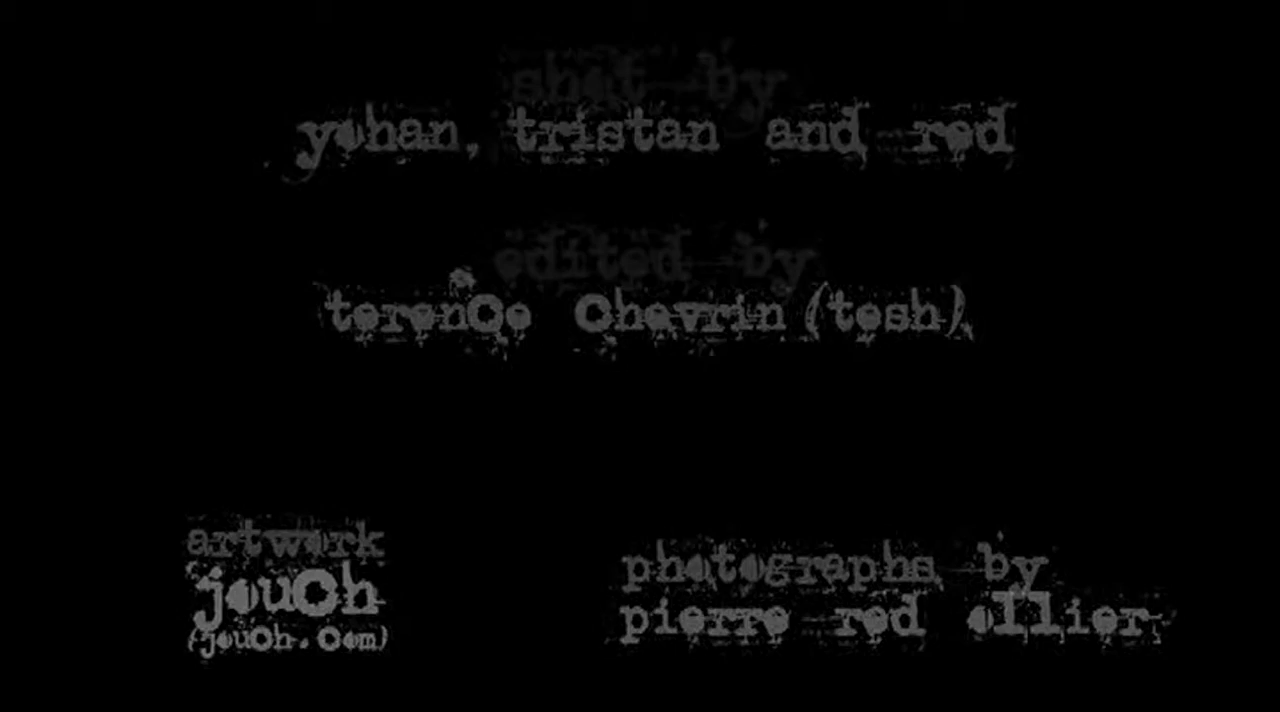 shot by
yohan, tristan and red
edited by
terence Chevrin (tesh)
artwork
jouch
(jouch.com)
photographs by
pierre red ollier